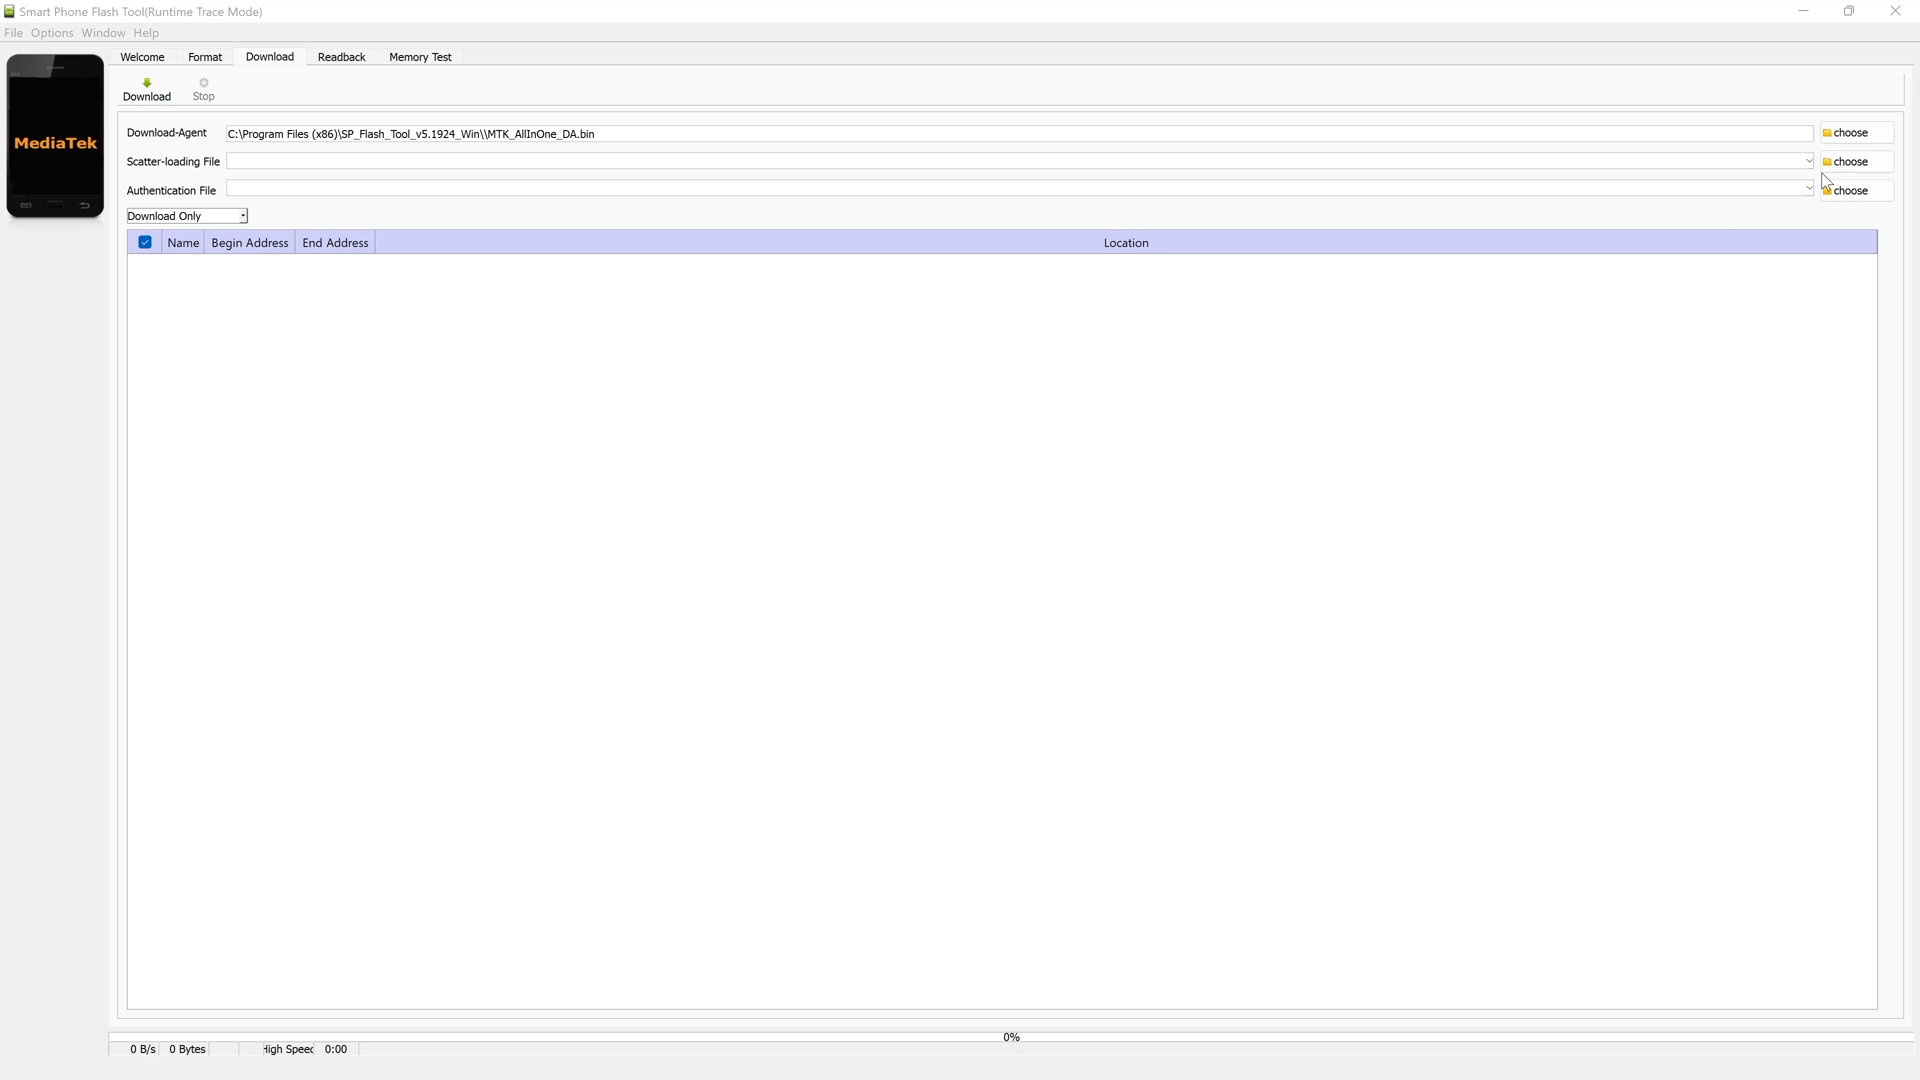 Smart Phone Flash Tool(Runtime Trace Mode)
File Options Window Help
Welcome Format Download Readback Memory Test
Download Stop
MediaTek
Download-Agent C:\Program Files (x86)\SP_Flash_Tool_v5.1924_Win\\MTK_AllInOne_DA.bin choose
Scatter-loading File choose
Authentication File choose
Download Only
Name Begin Address End Address Location
0%
0 B/s 0 Bytes High Speed 0:00